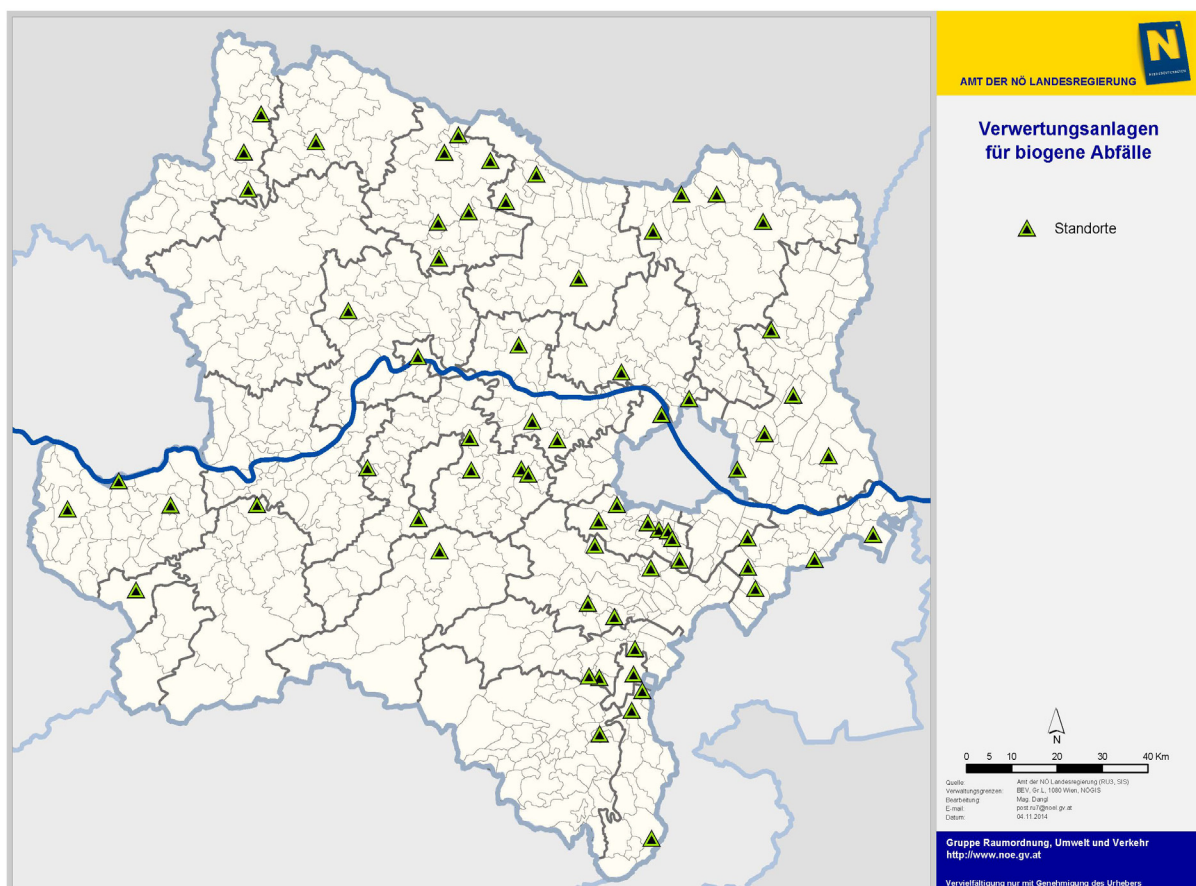 N
NIEDERÖSTERREICH
AMT DER NÖ LANDESREGIERUNG
Verwertungsanlagen
für biogene Abfälle
Standorte
N
0 5 10 20 30 40 Km
Quelle: Amt der NÖ Landesregierung (RU3, SIS)
Verwaltungsgrenzen: BEV, Gr.L, 1080 Wien, NÖGIS
Bearbeitung: Mag. Dangl
E-mail: post.ru7@noel.gv.at
Datum: 04.11.2014
Gruppe Raumordnung, Umwelt und Verkehr
http://www.noe.gv.at
Vervielfältigung nur mit Genehmigung des Urhebers